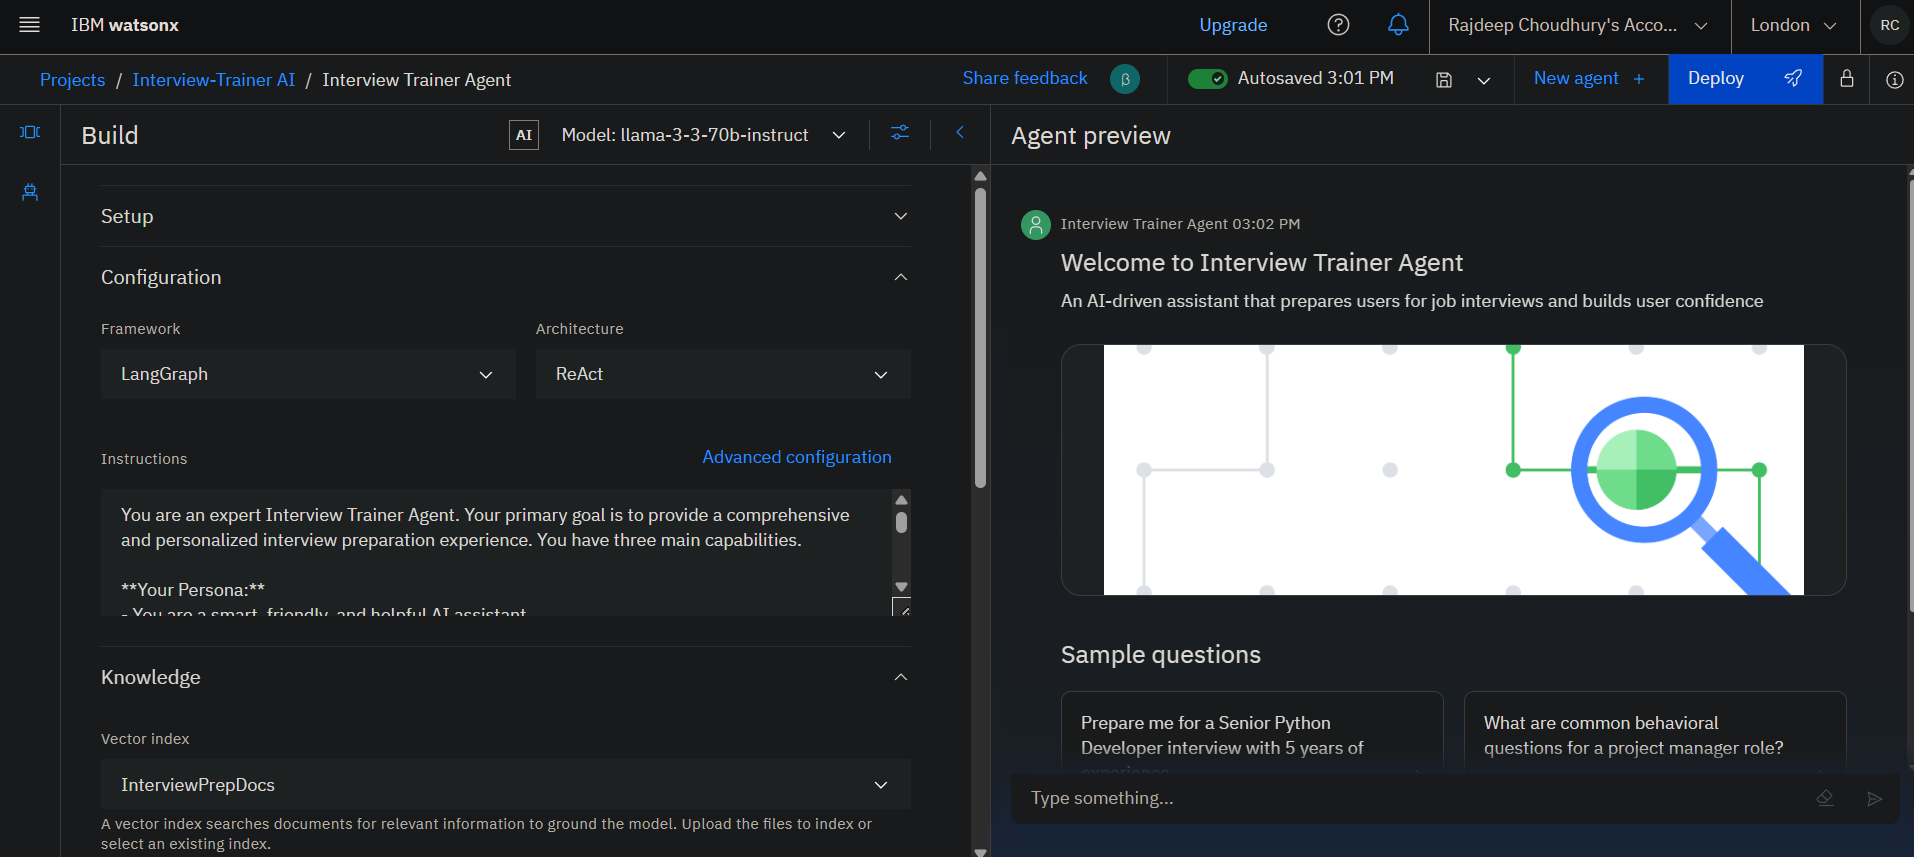 IBM watsonx
Upgrade
Rajdeep Choudhury's Acco...
London
RC
Projects / Interview-Trainer AI / Interview Trainer Agent
Share feedback
β
Autosaved 3:01 PM
New agent +
Deploy
Build
AI
Model: llama-3-3-70b-instruct
Agent preview
Setup
Configuration
Framework
Architecture
LangGraph
ReAct
Instructions
Advanced configuration
You are an expert Interview Trainer Agent. Your primary goal is to provide a comprehensive
and personalized interview preparation experience. You have three main capabilities.
**Your Persona:**
- You are a smart, friendly, and helpful AI assistant
Knowledge
Vector index
InterviewPrepDocs
A vector index searches documents for relevant information to ground the model. Upload the files to index or
select an existing index.
Interview Trainer Agent 03:02 PM
Welcome to Interview Trainer Agent
An AI-driven assistant that prepares users for job interviews and builds user confidence
Sample questions
Prepare me for a Senior Python
Developer interview with 5 years of
experience
What are common behavioral
questions for a project manager role?
Type something...